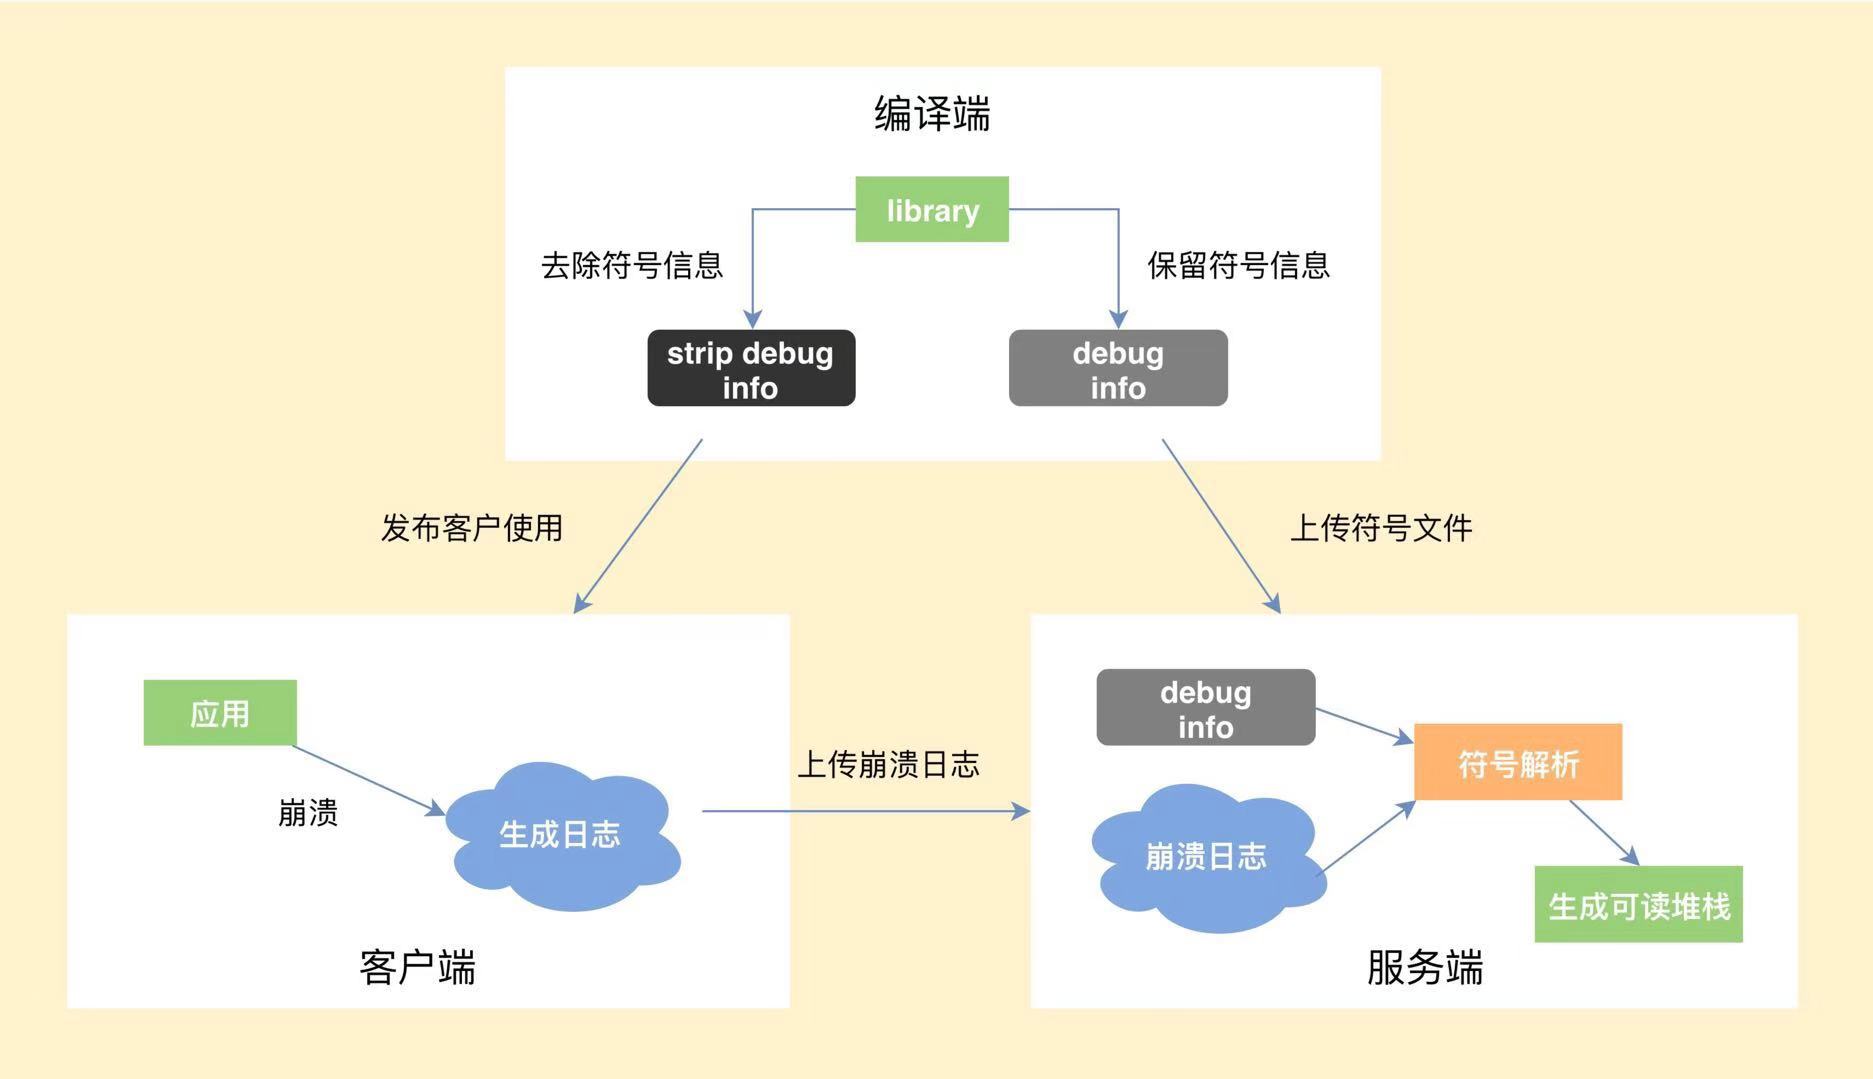 编译端
library
去除符号信息
保留符号信息
strip debug
info
debug
info
发布客户使用
上传符号文件
应用
崩溃
生成日志
客户端
上传崩溃日志
debug
info
符号解析
崩溃日志
生成可读堆栈
服务端